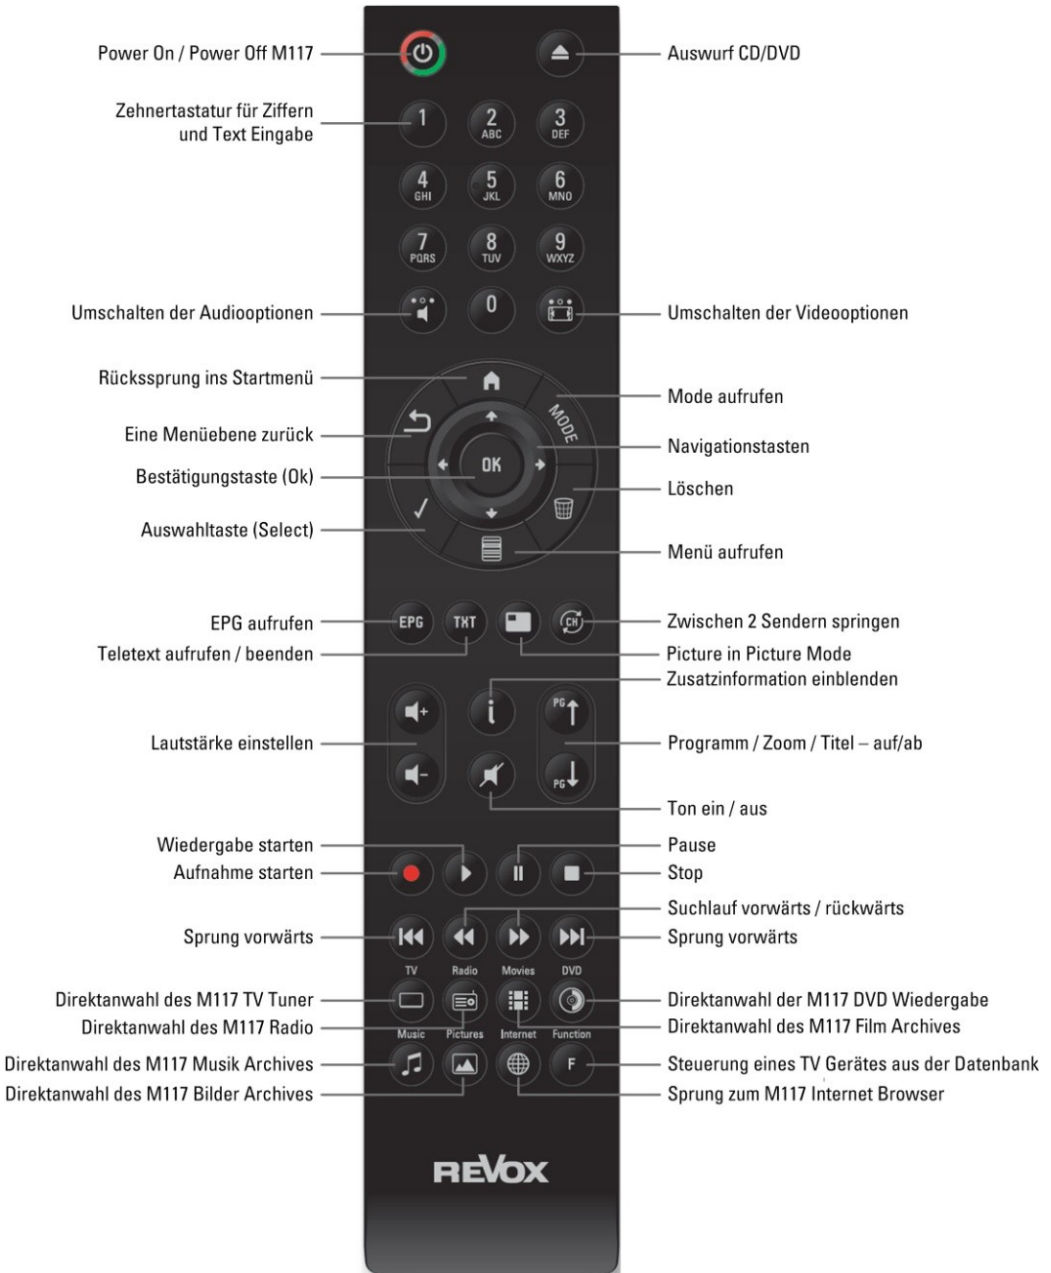 Power On / Power Off M117
Auswurf CD/DVD
Zehnertastatur für Ziffern
und Text Eingabe
1
2
ABC
3
DEF
4
GHI
5
JKL
6
MNO
7
PQRS
8
TUV
9
WXYZ
Umschalten der Audiooptionen
0
Umschalten der Videooptionen
Rückssprung ins Startmenü
Mode aufrufen
MODE
Eine Menüebene zurück
Navigationstasten
OK
Bestätigungstaste (Ok)
Löschen
Auswahltaste (Select)
Menü aufrufen
EPG aufrufen
EPG
TXT
CH
Zwischen 2 Sendern springen
Teletext aufrufen / beenden
Picture in Picture Mode
Zusatzinformation einblenden
+
i
PG
Lautstärke einstellen
Programm / Zoom / Titel – auf/ab
-
PG
Ton ein / aus
Wiedergabe starten
Pause
Aufnahme starten
Stop
Suchlauf vorwärts / rückwärts
Sprung vorwärts
Sprung vorwärts
TV
Radio
Movies
DVD
Direktanwahl des M117 TV Tuner
Direktanwahl der M117 DVD Wiedergabe
Direktanwahl des M117 Radio
Direktanwahl des M117 Film Archives
Music
Pictures
Internet
Function
Direktanwahl des M117 Musik Archives
F
Steuerung eines TV Gerätes aus der Datenbank
Direktanwahl des M117 Bilder Archives
Sprung zum M117 Internet Browser
REVOX